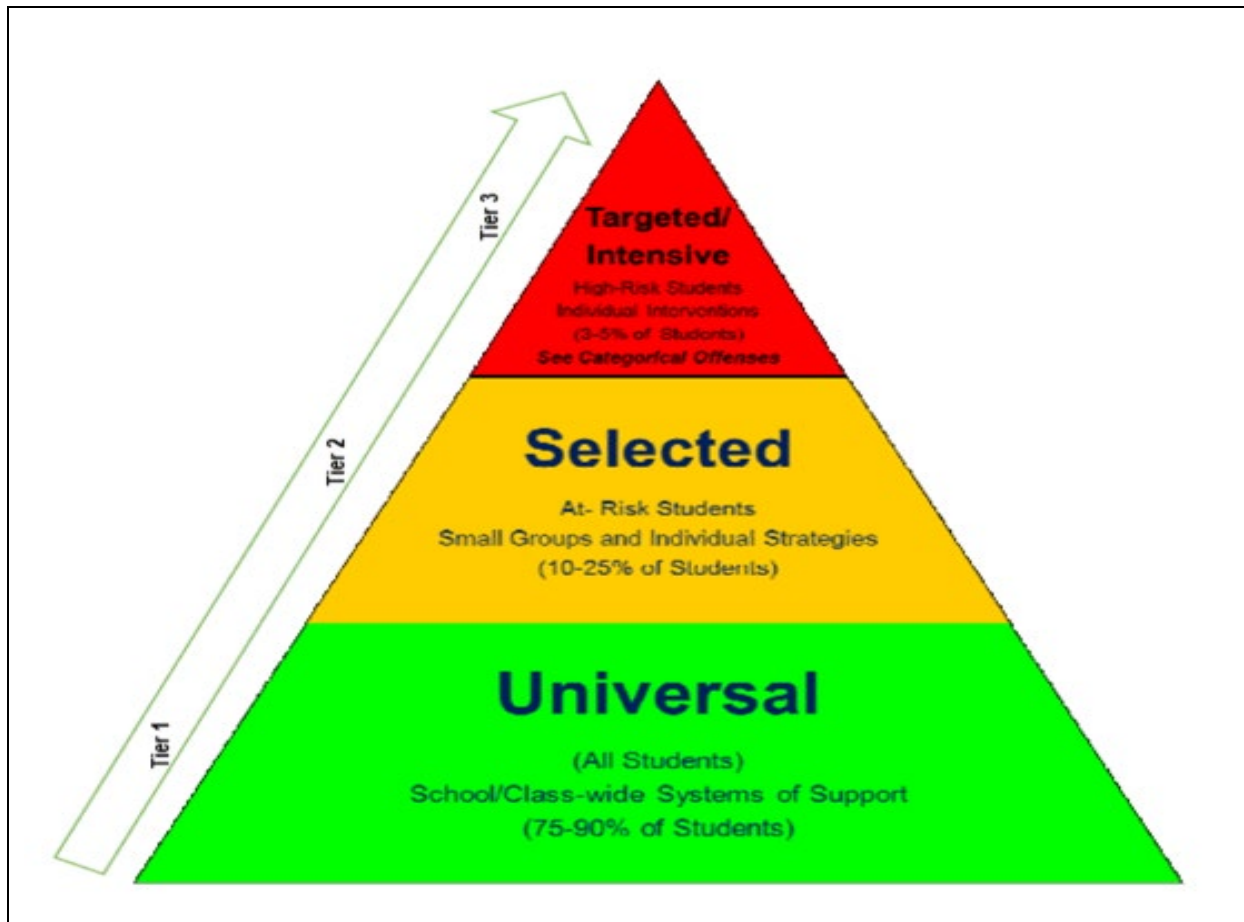 Tier 3
Tier 2
Tier 1
Targeted/
Intensive
High-Risk Students
Individual Interventions
(3-5% of Students)
See Categorical Offenses
Selected
At- Risk Students
Small Groups and Individual Strategies
(10-25% of Students)
Universal
(All Students)
School/Class-wide Systems of Support
(75-90% of Students)